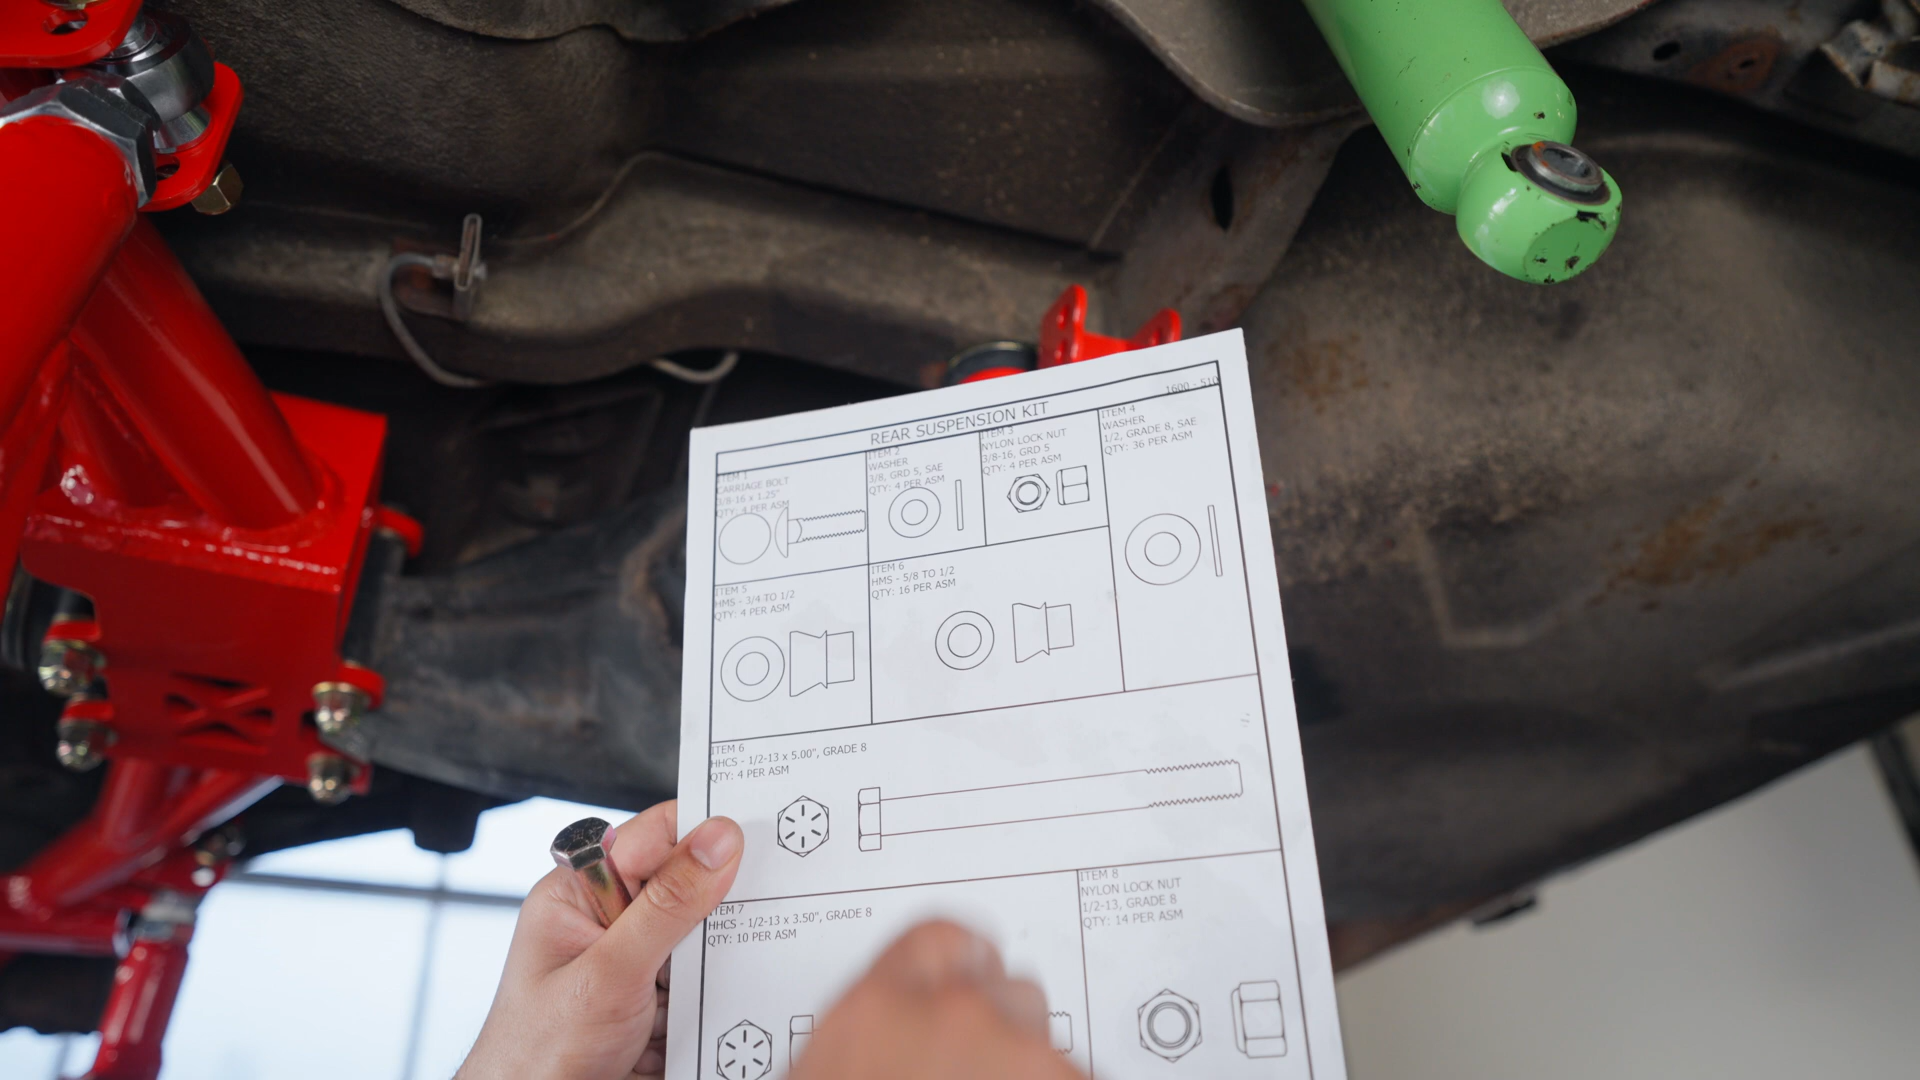 1600 - 510
REAR SUSPENSION KIT
ITEM 1
CARRIAGE BOLT
3/8-16 x 1.25"
QTY: 4 PER ASM
ITEM 2
WASHER
3/8, GRD 5, SAE
QTY: 4 PER ASM
ITEM 3
NYLON LOCK NUT
3/8-16, GRD 5
QTY: 4 PER ASM
ITEM 4
WASHER
1/2, GRADE 8, SAE
QTY: 36 PER ASM
ITEM 5
HMS - 3/4 TO 1/2
QTY: 4 PER ASM
ITEM 6
HMS - 5/8 TO 1/2
QTY: 16 PER ASM
ITEM 6
HHCS - 1/2-13 x 5.00", GRADE 8
QTY: 4 PER ASM
ITEM 7
HHCS - 1/2-13 x 3.50", GRADE 8
QTY: 10 PER ASM
ITEM 8
NYLON LOCK NUT
1/2-13, GRADE 8
QTY: 14 PER ASM